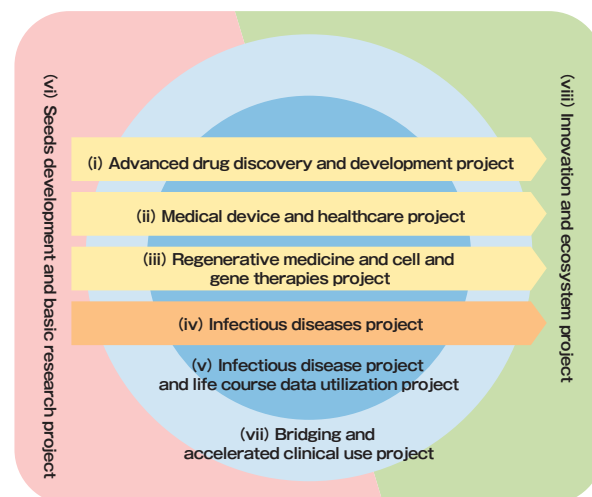 (vi) Seeds development and basic research project
(i) Advanced drug discovery and development project
(ii) Medical device and healthcare project
(iii) Regenerative medicine and cell and
gene therapies project
(iv) Infectious diseases project
(v) Infectious disease project
and life course data utilization project
(vii) Bridging and
accelerated clinical use project
(viii) Innovation and ecosystem project